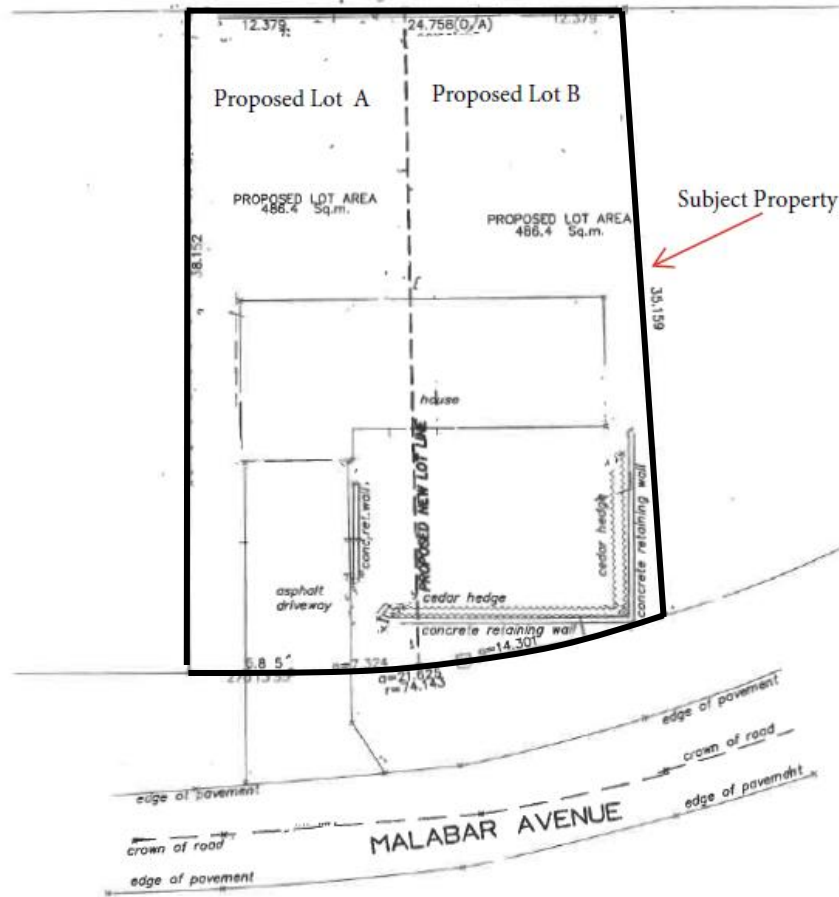 12.379
24.758(O/A)
12.379
Proposed Lot A
Proposed Lot B
PROPOSED LOT AREA
486.4 Sq.m.
PROPOSED LOT AREA
486.4 Sq.m.
Subject Property
38.152
35.159
house
PROPOSED NEW LOT LINE
conc.ret.wall
cedar hedge
concrete retaining wall
asphalt
driveway
cedar hedge
concrete retaining wall
a=14.301
a=7.324
a=21.625
r=74.143
edge of pavement
crown of road
edge of pavement
edge of pavement
MALABAR AVENUE
crown of road
edge of pavement